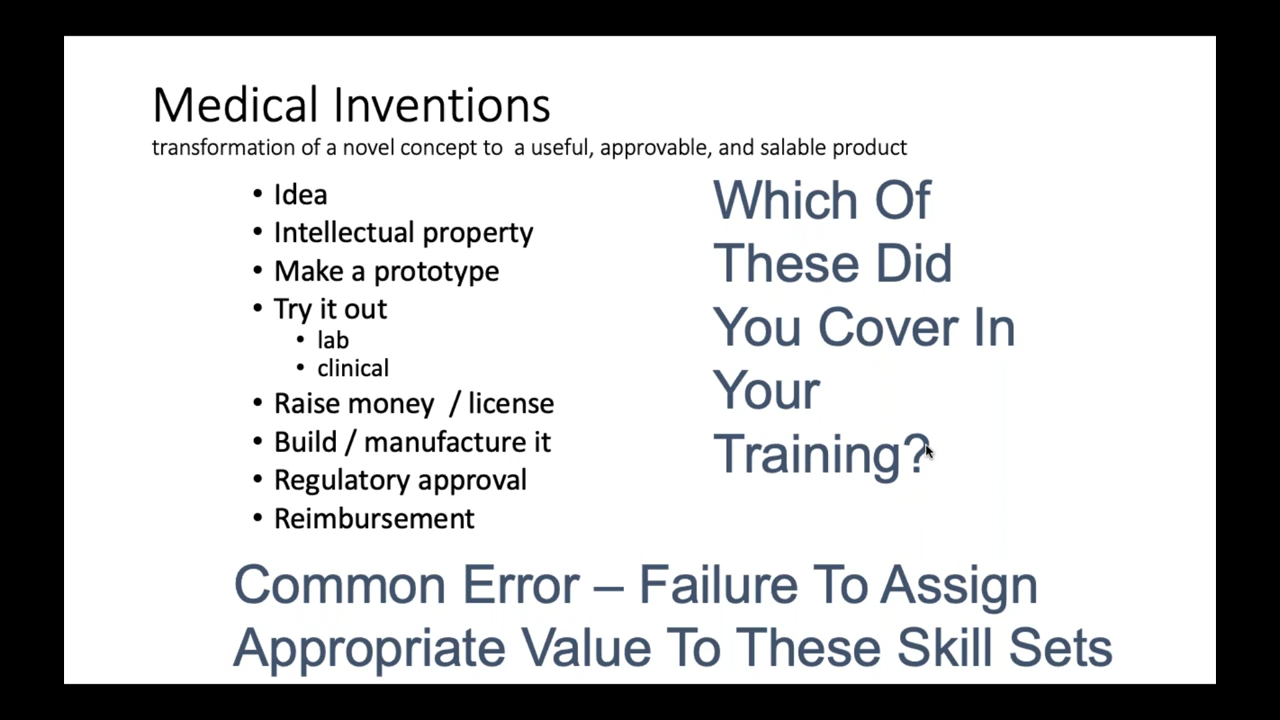 Medical Inventions
transformation of a novel concept to  a useful, approvable, and salable product
• Idea
• Intellectual property
• Make a prototype
• Try it out
• lab
• clinical
• Raise money  / license
• Build / manufacture it
• Regulatory approval
• Reimbursement
Which Of
These Did
You Cover In
Your
Training?
Common Error – Failure To Assign
Appropriate Value To These Skill Sets